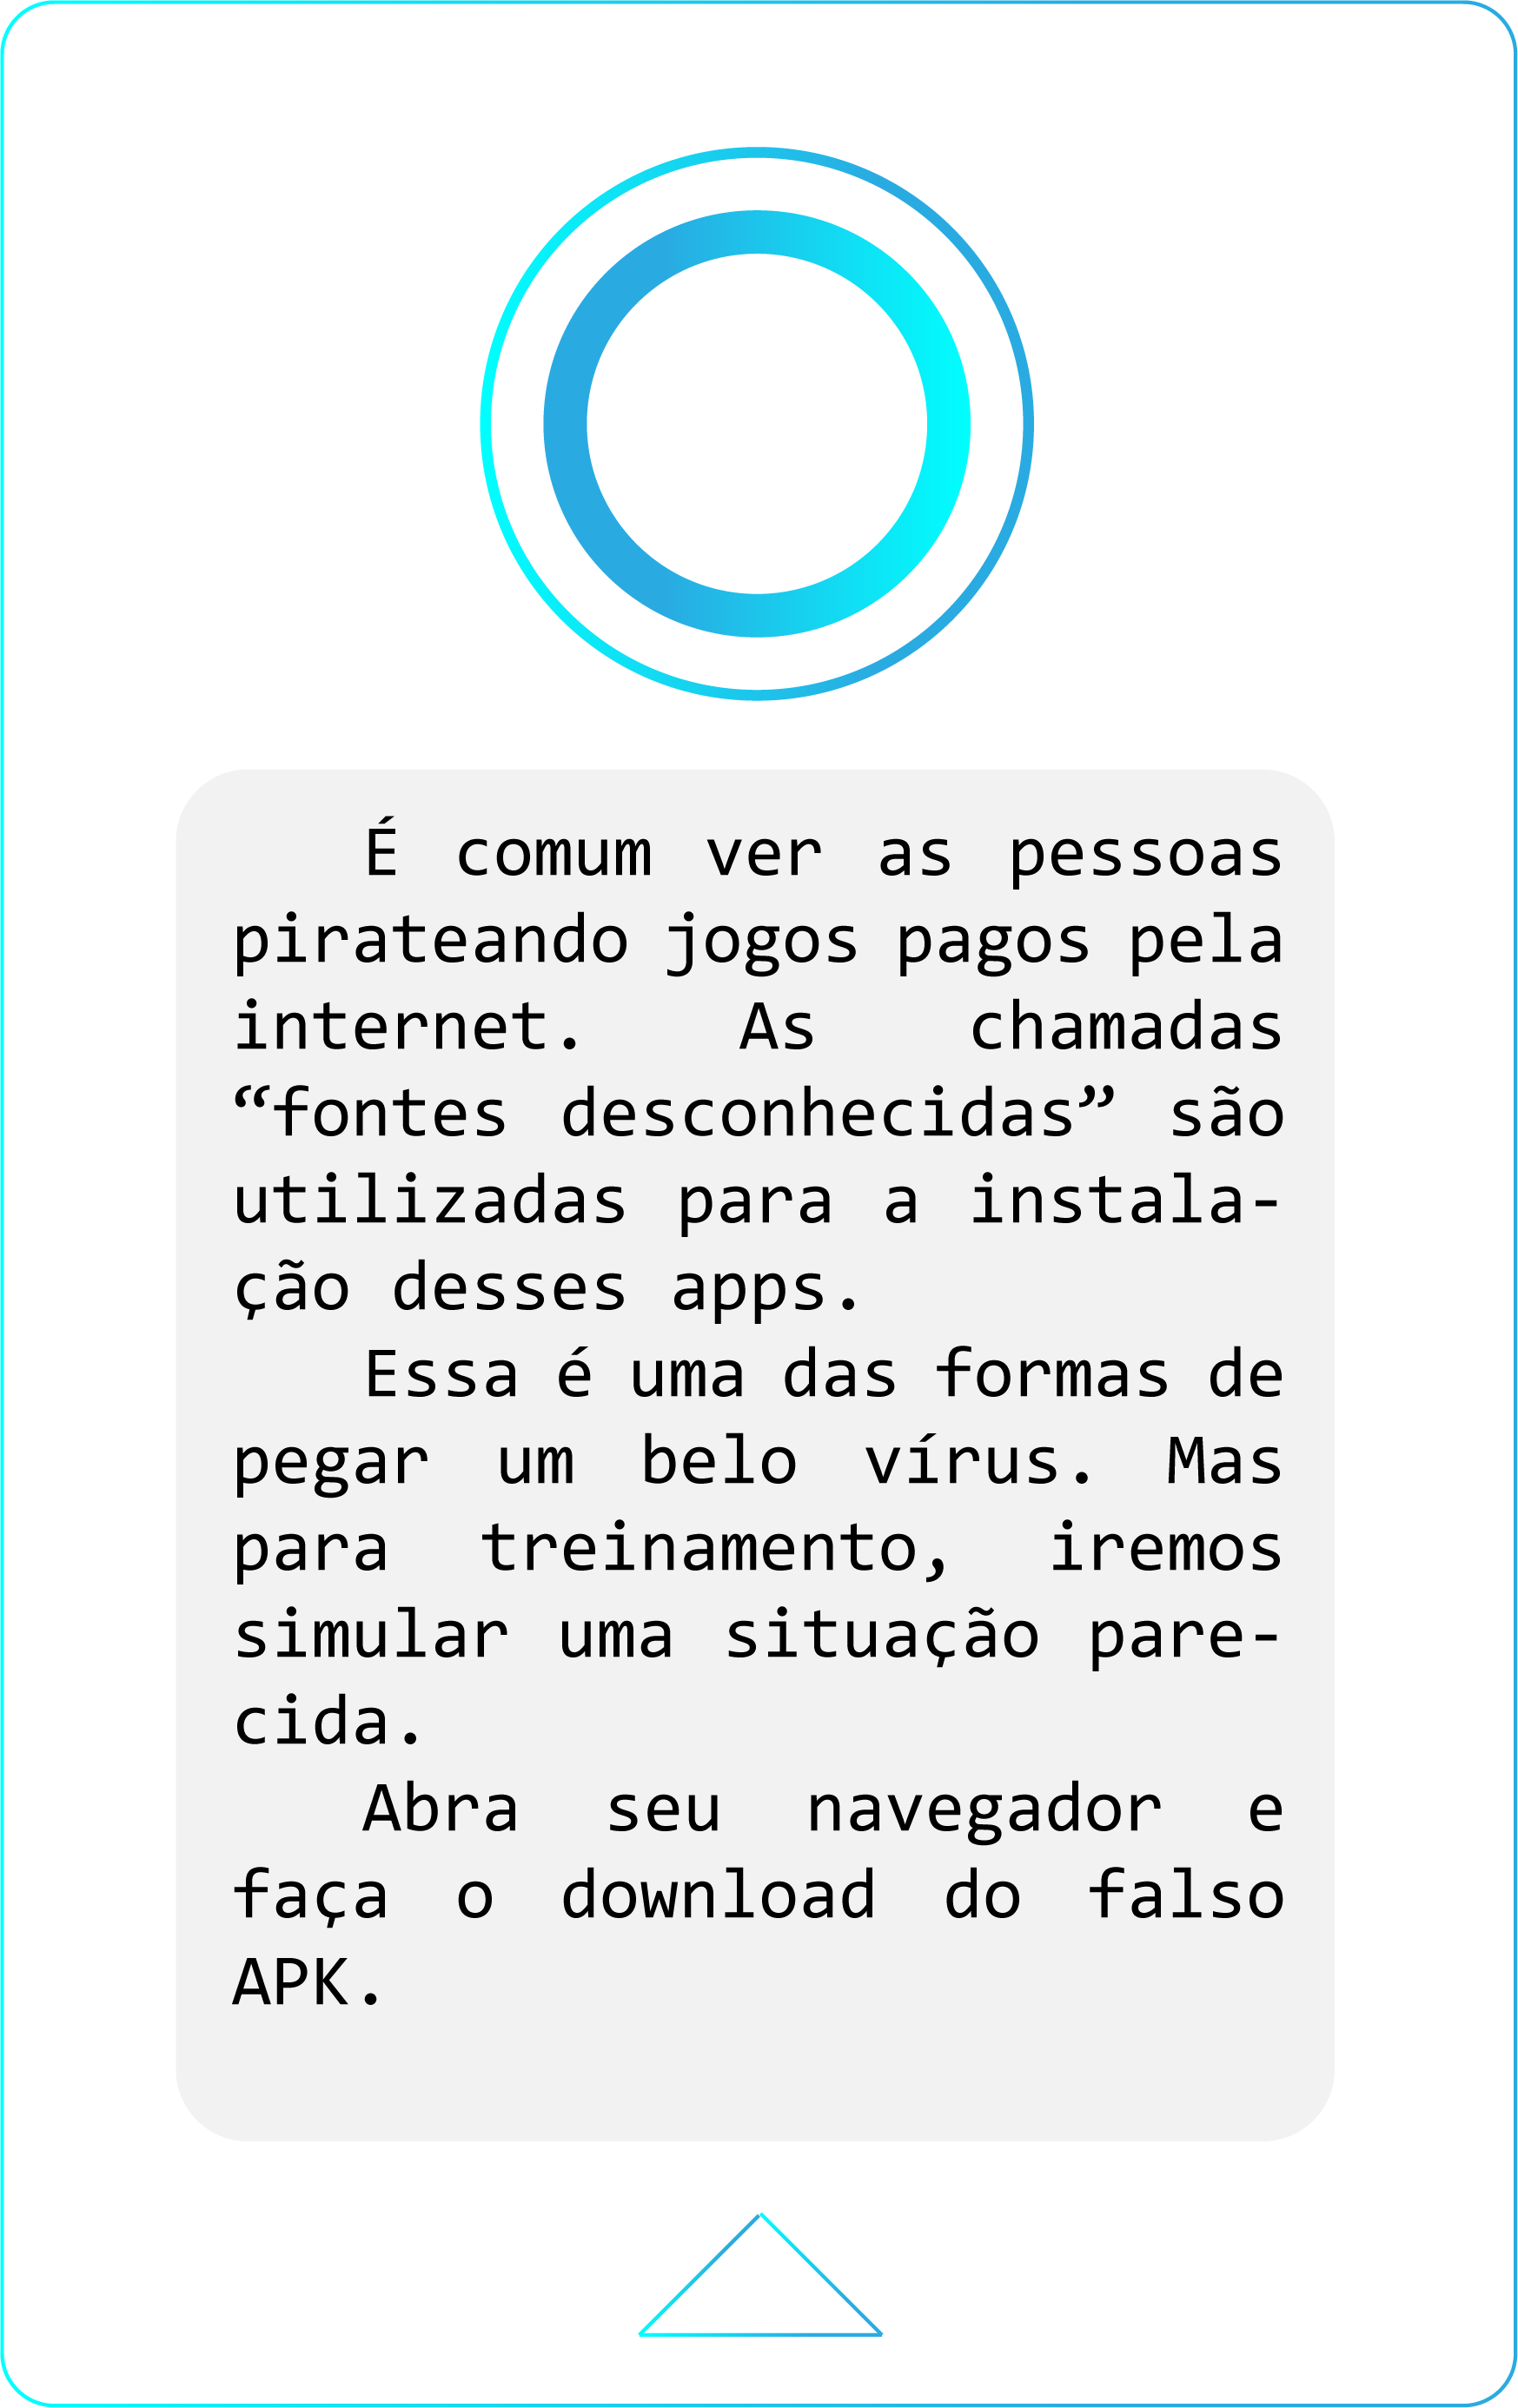 É comum ver as pessoas
pirateando jogos pagos pela
internet. As chamadas
“fontes desconhecidas” são
utilizadas para a instala-
ção desses apps.
Essa é uma das formas de
pegar um belo vírus. Mas
para treinamento, iremos
simular uma situação pare-
cida.
Abra seu navegador e
faça o download do falso
APK.